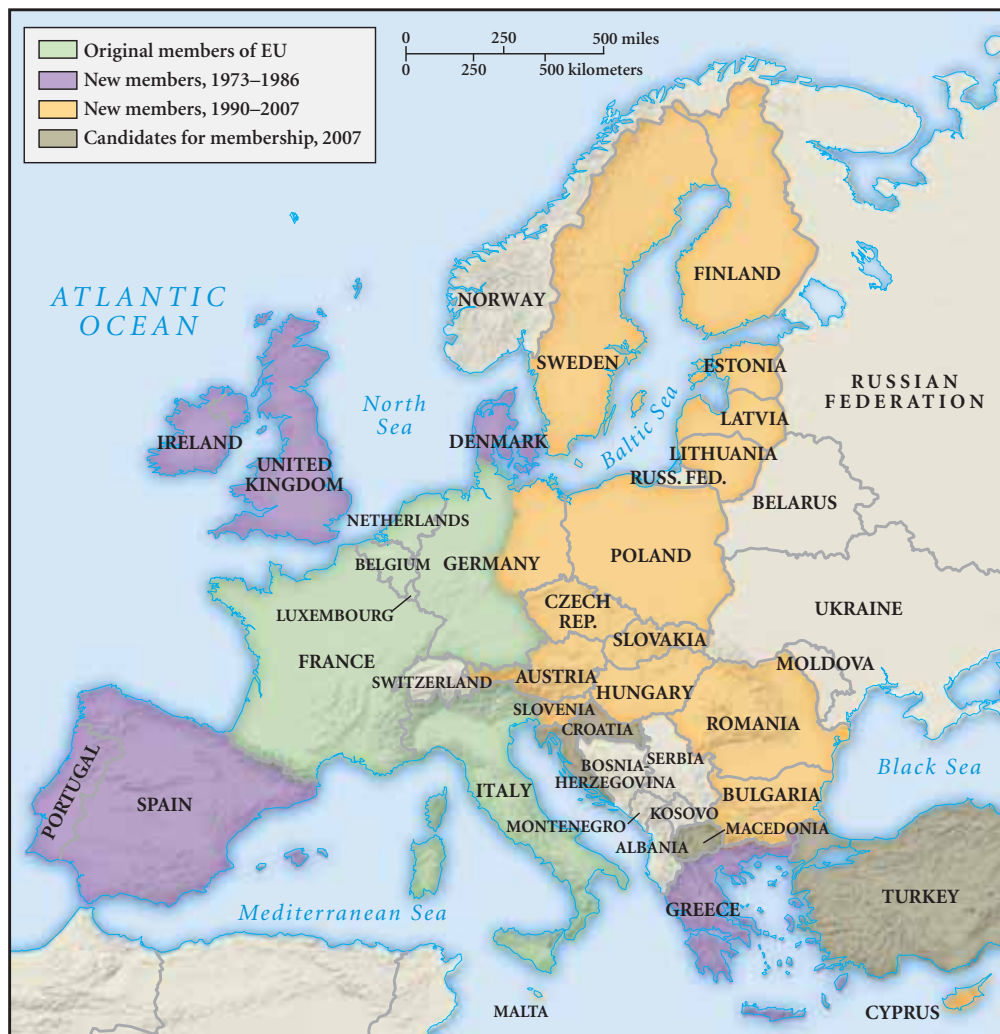 Original members of EU
New members, 1973–1986
New members, 1990–2007
Candidates for membership, 2007
0 250 500 miles
0 250 500 kilometers
ATLANTIC
OCEAN
NORWAY
FINLAND
SWEDEN
ESTONIA
RUSSIAN
FEDERATION
North
Sea
Baltic Sea
LATVIA
IRELAND
DENMARK
LITHUANIA
UNITED
KINGDOM
RUSS. FED.
BELARUS
NETHERLANDS
BELGIUM
GERMANY
POLAND
LUXEMBOURG
CZECH
REP.
UKRAINE
SLOVAKIA
FRANCE
SWITZERLAND
AUSTRIA
MOLDOVA
HUNGARY
SLOVENIA
CROATIA
ROMANIA
PORTUGAL
SPAIN
ITALY
BOSNIA-
HERZEGOVINA
SERBIA
Black Sea
BULGARIA
MONTENEGRO
KOSOVO
MACEDONIA
ALBANIA
TURKEY
Mediterranean Sea
GREECE
MALTA
CYPRUS